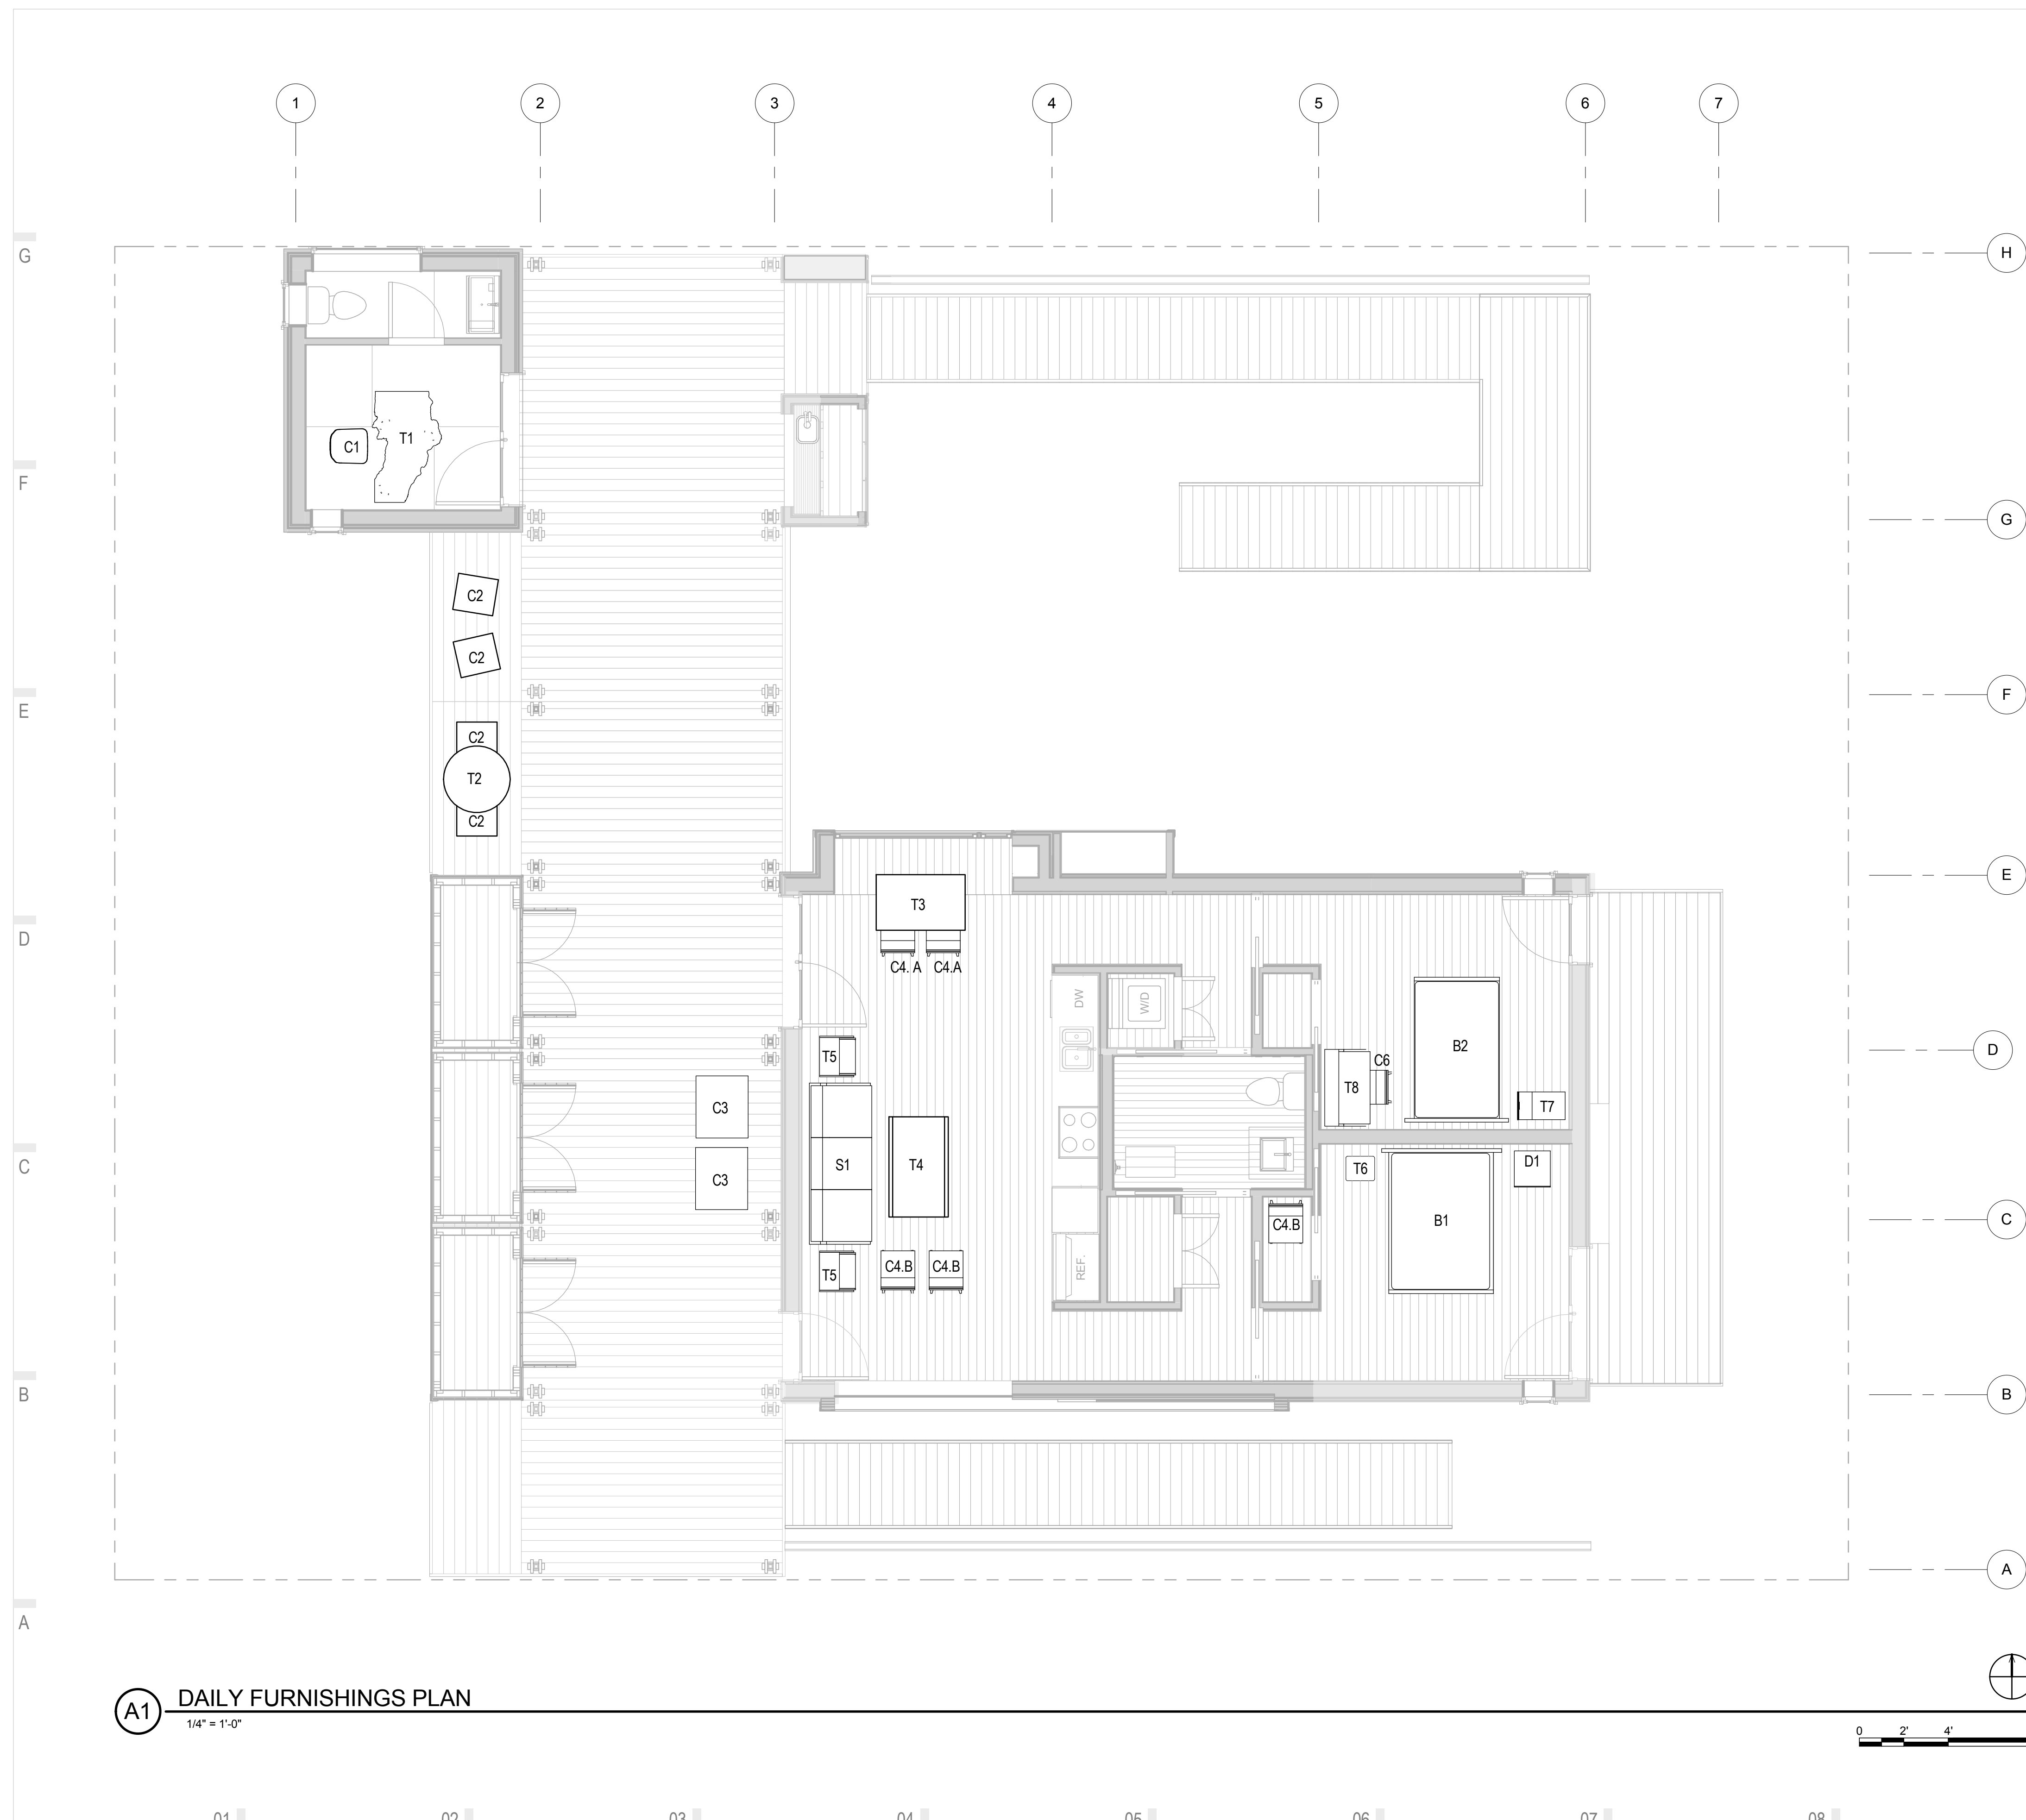 1 2 3 4 5 6 7
G
H
C1
T1
F
G
C2
C2
E
F
C2
T2
C2
E
D
T3
C4. A
C4.A
DW
W/D
T5
C6
B2
D
T8
T7
C3
C
C3
S1
T4
T6
D1
C4.B
B1
C
T5
C4.B
C4.B
REF.
B
B
A
A
A1
DAILY FURNISHINGS PLAN
1/4" = 1'-0"
0 2' 4'
01 02 03 04 05 06 07 08